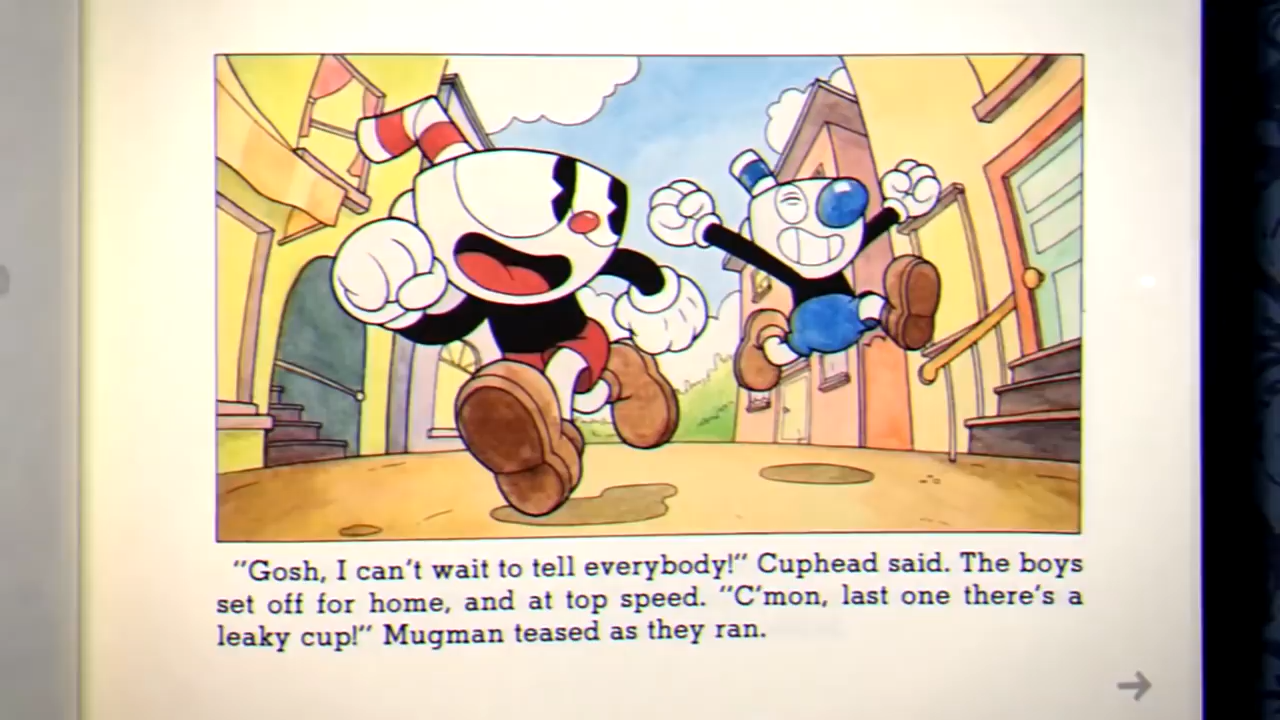 "Gosh, I can't wait to tell everybody!" Cuphead said. The boys
set off for home, and at top speed. "C'mon, last one there's a
leaky cup!" Mugman teased as they ran.